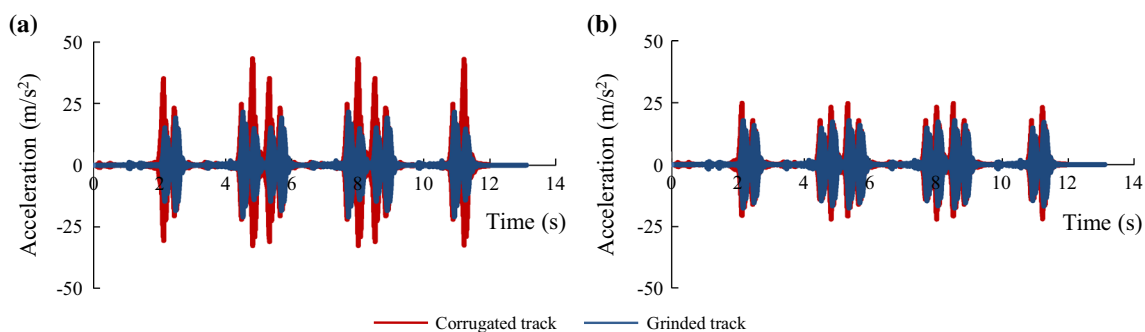 (a)
50
25
0
-25
-50
Acceleration (m/s²)
0 2 4 6 8 10 12 14
Time (s)
(b)
50
25
0
-25
-50
Acceleration (m/s²)
0 2 4 6 8 10 12 14
Time (s)
Corrugated track Grinded track